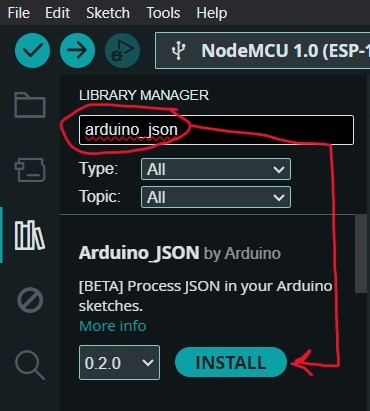 File Edit Sketch Tools Help
NodeMCU 1.0 (ESP-1
LIBRARY MANAGER
arduino_json
Type: All
Topic: All
Arduino_JSON by Arduino
[BETA] Process JSON in your Arduino
sketches.
More info
0.2.0 INSTALL